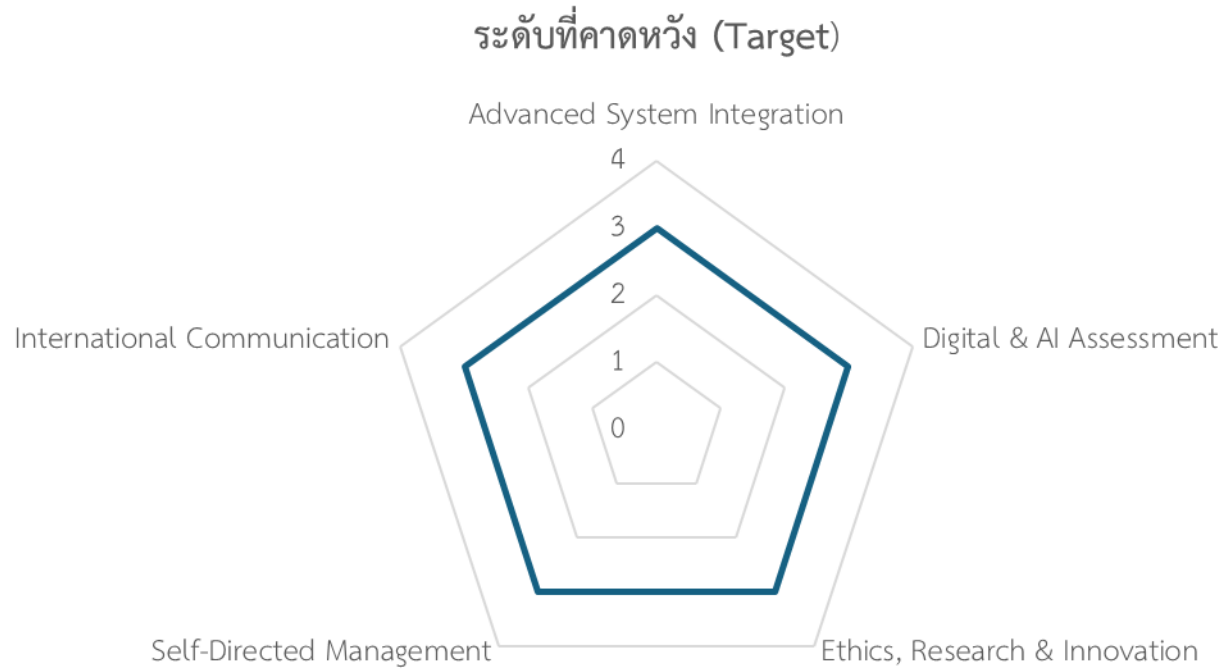 ระดับที่คาดหวัง (Target)
Advanced System Integration
4
3
2
1
0
International Communication
Digital & AI Assessment
Self-Directed Management
Ethics, Research & Innovation